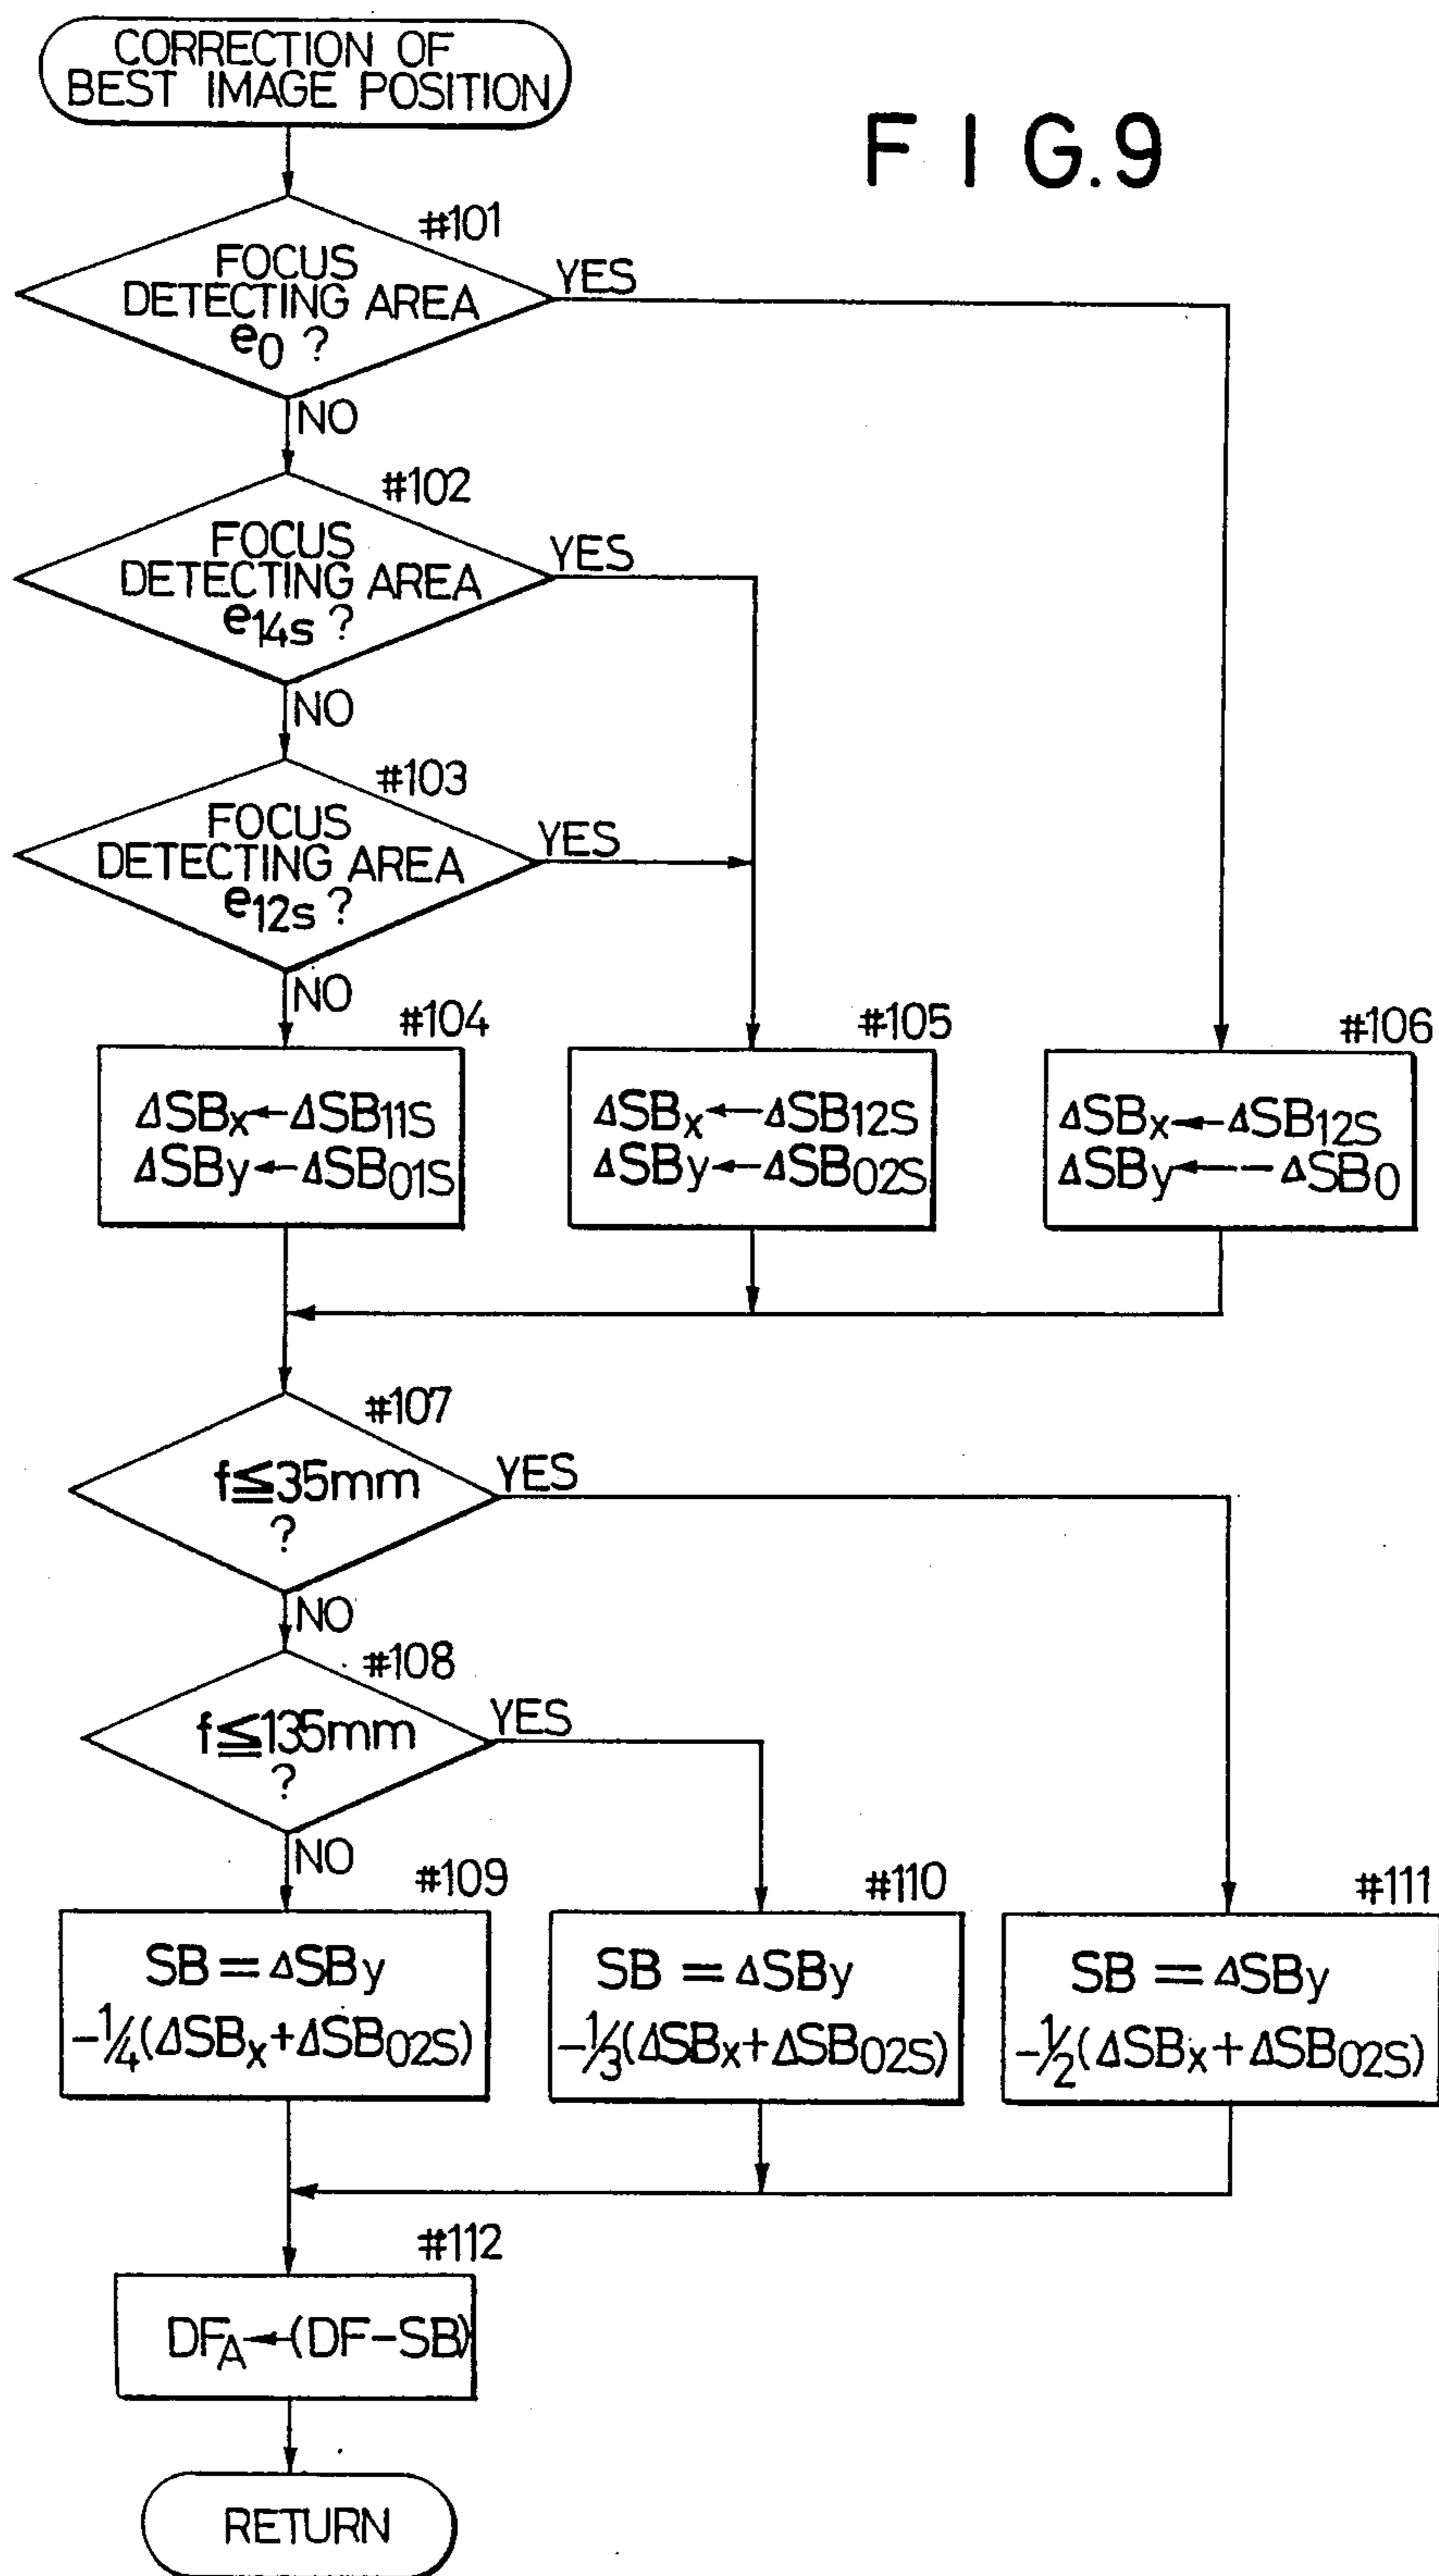 CORRECTION OF
BEST IMAGE POSITION
FIG.9
#101
FOCUS
DETECTING AREA
e0 ?
YES
NO
#102
FOCUS
DETECTING AREA
e14s ?
YES
NO
#103
FOCUS
DETECTING AREA
e12s ?
YES
NO
#104
ΔSBx←ΔSB11S
ΔSBy←ΔSB01S
#105
ΔSBx←ΔSB12S
ΔSBy←ΔSB02S
#106
ΔSBx←ΔSB12S
ΔSBy←ΔSB0
#107
f≦35mm
?
YES
NO
#108
f≦135mm
?
YES
NO
#109
SB=ΔSBy
-1/4(ΔSBx+ΔSB02S)
#110
SB=ΔSBy
-1/3(ΔSBx+ΔSB02S)
#111
SB=ΔSBy
-1/2(ΔSBx+ΔSB02S)
#112
DFA←(DF-SB)
RETURN